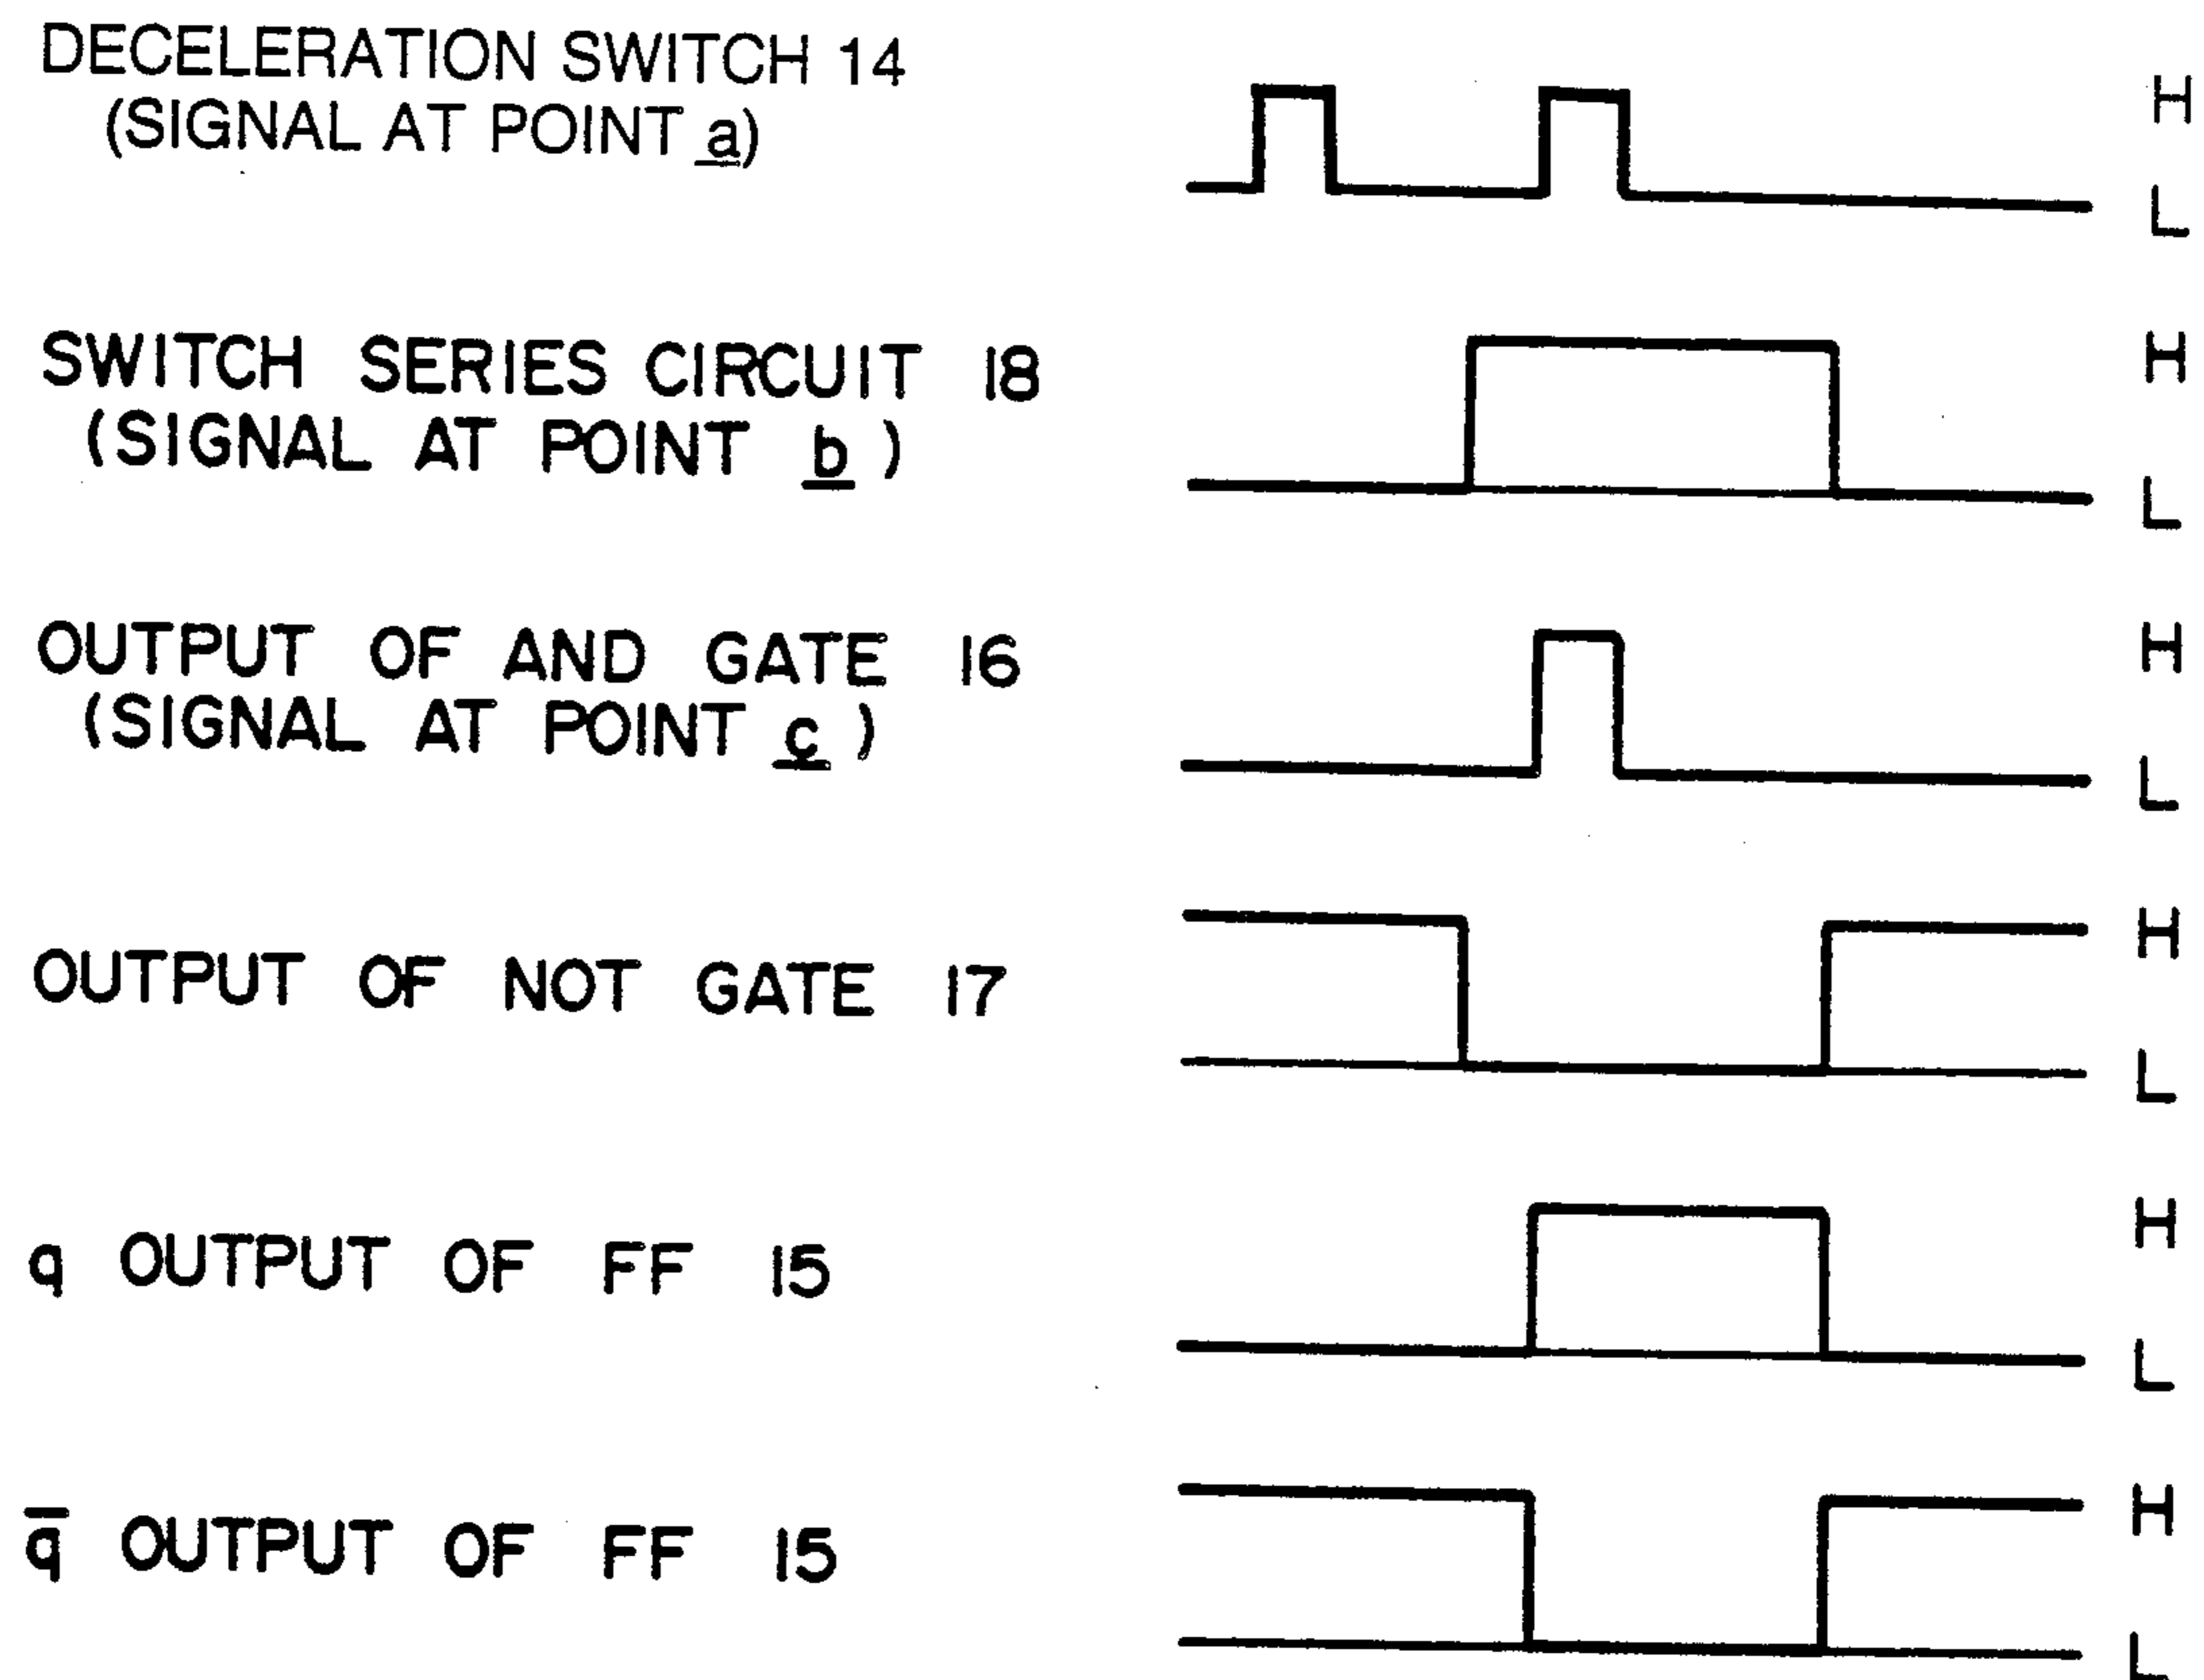 DECELERATION SWITCH 14
(SIGNAL AT POINT a)
H
L
SWITCH SERIES CIRCUIT 18
(SIGNAL AT POINT b)
H
L
OUTPUT OF AND GATE 16
(SIGNAL AT POINT c)
H
L
OUTPUT OF NOT GATE 17
H
L
q OUTPUT OF FF 15
H
L
q̅ OUTPUT OF FF 15
H
L